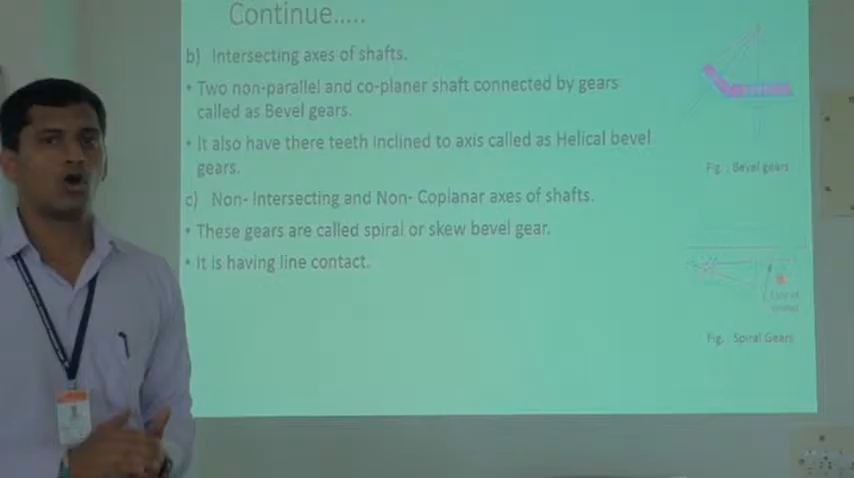 Continue.....
b) Intersecting axes of shafts.
• Two non-parallel and co-planer shaft connected by gears
called as Bevel gears.
• It also have there teeth inclined to axis called as Helical bevel
gears.
Fig. : Bevel gears
c) Non- Intersecting and Non- Coplanar axes of shafts.
• These gears are called spiral or skew bevel gear.
• It is having line contact.
Line of
contact
Fig. : Spiral Gears